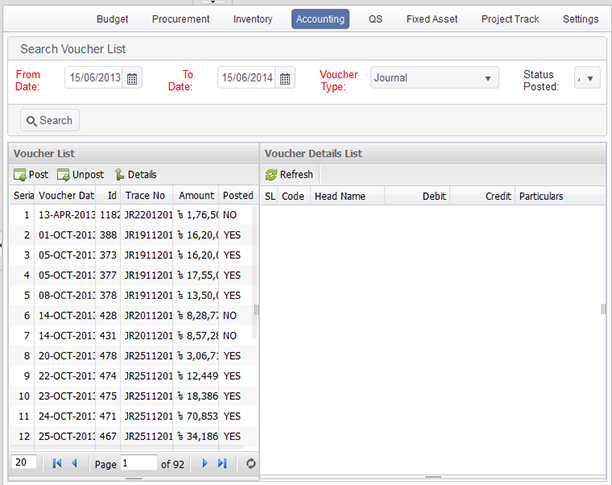 Budget Procurement Inventory Accounting QS Fixed Asset Project Track Settings
Search Voucher List
From Date: 15/06/2013 To Date: 15/06/2014 Voucher Type: Journal Status Posted:
Search
Voucher List
Post Unpost Details
Seria Voucher Da Id Trace No Amount Posted
1 13-APR-2013 1182 JR2201201 ৳ 1,76,50 NO
2 01-OCT-2013 388 JR1911201 ৳ 16,20,0 YES
3 05-OCT-2013 373 JR1911201 ৳ 16,20,0 YES
4 05-OCT-2013 377 JR1911201 ৳ 17,55,0 YES
5 08-OCT-2013 378 JR1911201 ৳ 13,50,0 YES
6 14-OCT-2013 428 JR2011201 ৳ 8,28,77 NO
7 14-OCT-2013 431 JR2011201 ৳ 8,57,28 NO
8 20-OCT-2013 478 JR2511201 ৳ 3,06,71 YES
9 22-OCT-2013 474 JR2511201 ৳ 12,449 YES
10 23-OCT-2013 475 JR2511201 ৳ 18,386 YES
11 24-OCT-2013 471 JR2511201 ৳ 70,853 YES
12 25-OCT-2013 467 JR2511201 ৳ 34,186 YES
20 Page 1 of 92
Voucher Details List
Refresh
SL Code Head Name Debit Credit Particulars